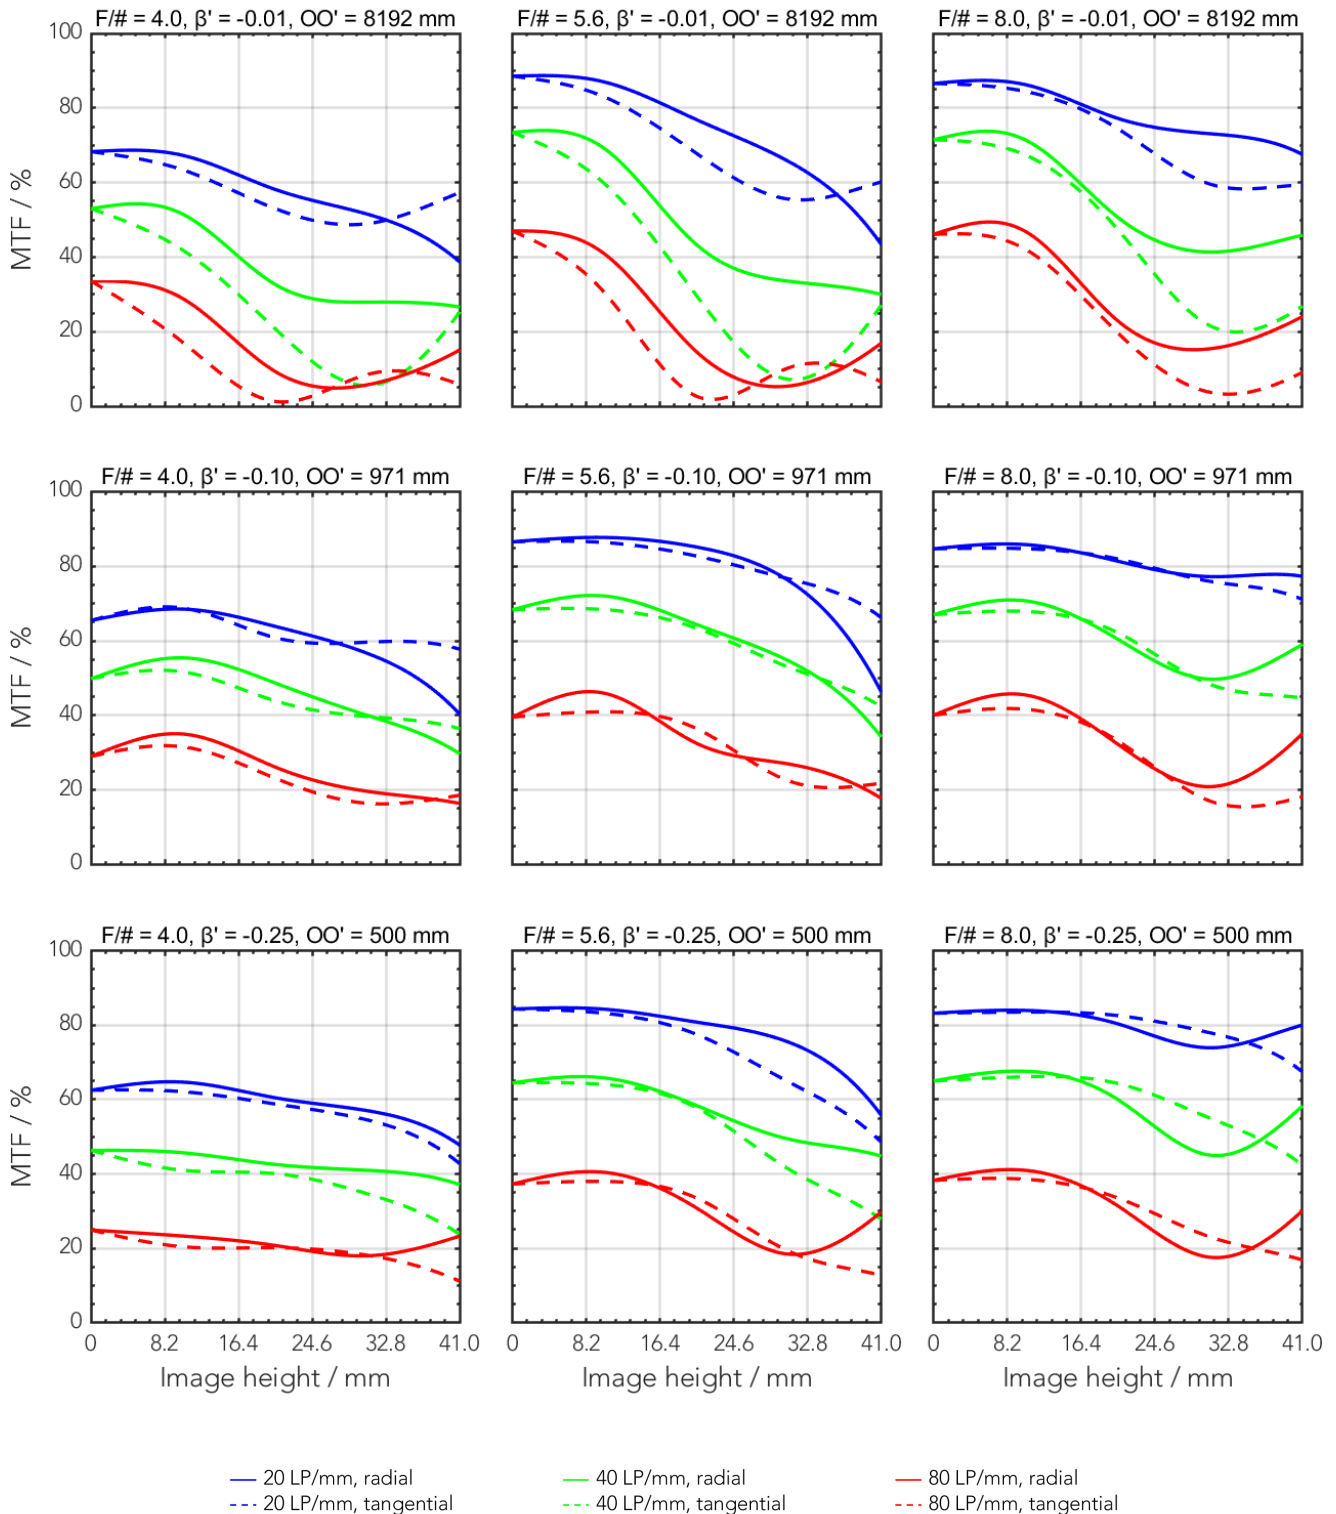 F/# = 4.0, β' = -0.01, OO' = 8192 mm
F/# = 5.6, β' = -0.01, OO' = 8192 mm
F/# = 8.0, β' = -0.01, OO' = 8192 mm
100
80
60
40
20
0
MTF / %
F/# = 4.0, β' = -0.10, OO' = 971 mm
F/# = 5.6, β' = -0.10, OO' = 971 mm
F/# = 8.0, β' = -0.10, OO' = 971 mm
100
80
60
40
20
0
MTF / %
F/# = 4.0, β' = -0.25, OO' = 500 mm
F/# = 5.6, β' = -0.25, OO' = 500 mm
F/# = 8.0, β' = -0.25, OO' = 500 mm
100
80
60
40
20
0
MTF / %
0 8.2 16.4 24.6 32.8 41.0
0 8.2 16.4 24.6 32.8 41.0
0 8.2 16.4 24.6 32.8 41.0
Image height / mm
Image height / mm
Image height / mm
20 LP/mm, radial
40 LP/mm, radial
80 LP/mm, radial
20 LP/mm, tangential
40 LP/mm, tangential
80 LP/mm, tangential